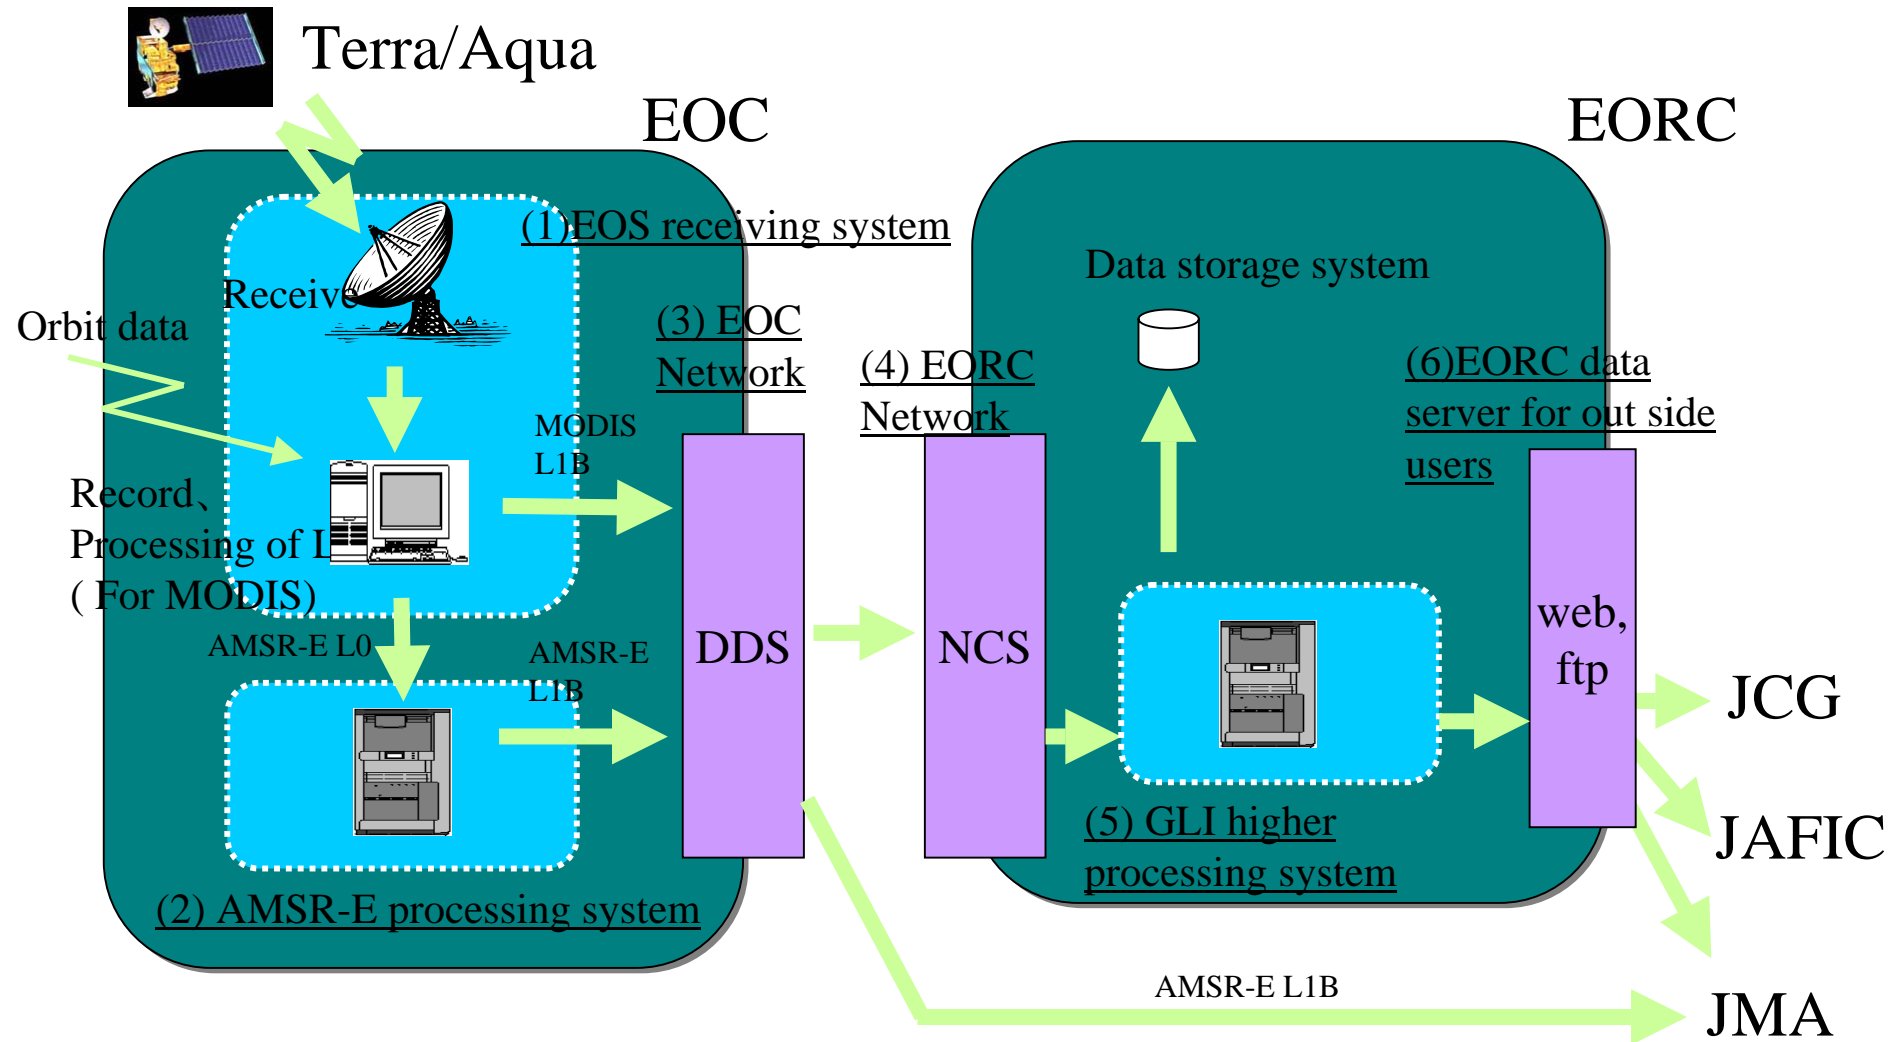 Terra/Aqua
EOC
EORC
(1)EOS receiving system
Receive
Orbit data
(3) EOC
Network
Data storage system
(4) EORC
Network
(6)EORC data
server for out side
users
MODIS
L1B
Record、
Processing of L
( For MODIS)
AMSR-E L0
AMSR-E
L1B
DDS
NCS
web,
ftp
JCG
JAFIC
(5) GLI higher
processing system
(2) AMSR-E processing system
AMSR-E L1B
JMA